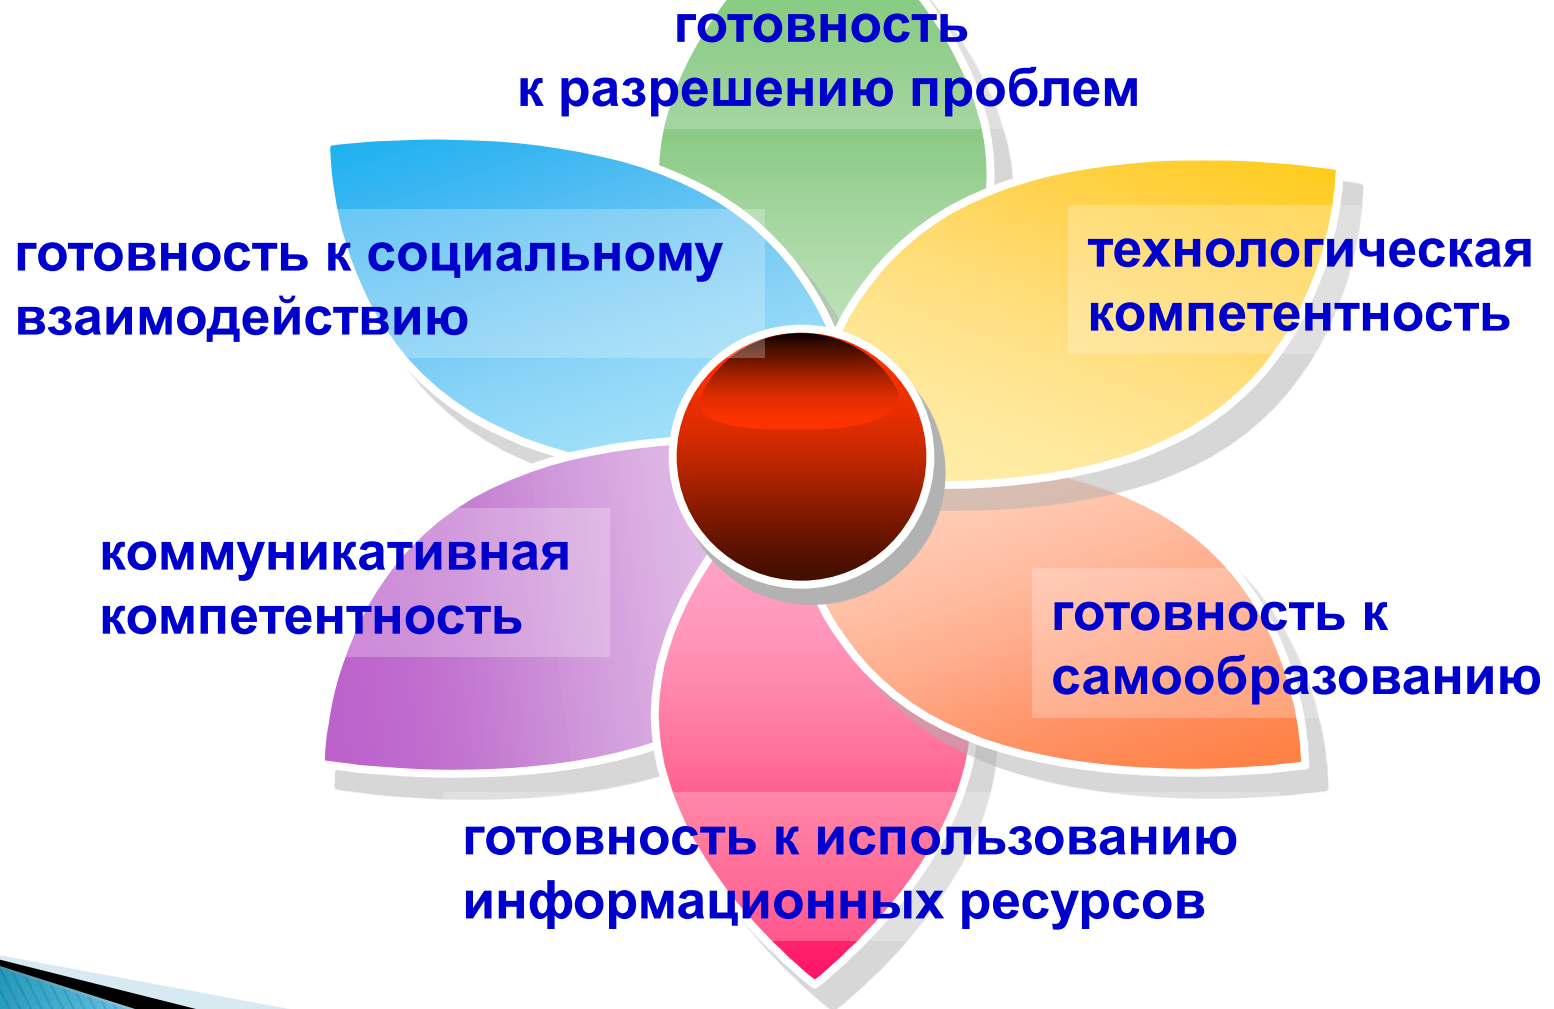 готовность
к разрешению проблем
готовность к социальному
взаимодействию
технологическая
компетентность
коммуникативная
компетентность
готовность к
самообразованию
готовность к использованию
информационных ресурсов